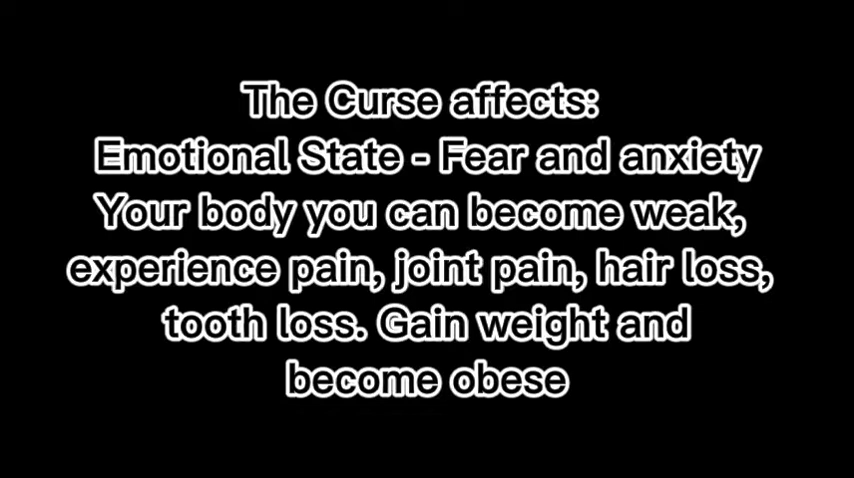 The Curse affects:
Emotional State - Fear and anxiety
Your body you can become weak,
experience pain, joint pain, hair loss,
tooth loss. Gain weight and
become obese